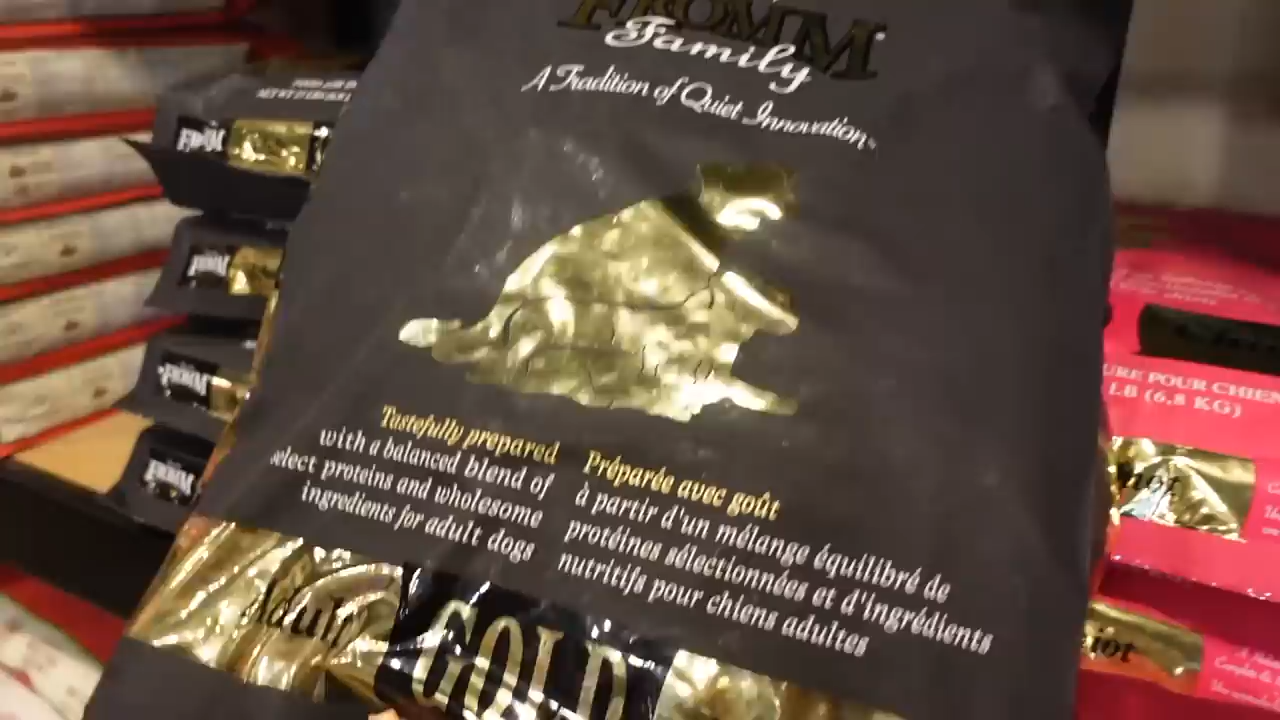 FROMM
Family
A Tradition of Quiet Innovation
Tastefully prepared
with a balanced blend of
select proteins and wholesome
ingredients for adult dogs
Préparée avec goût
à partir d'un mélange équilibré de
protéines sélectionnées et d'ingrédients
nutritifs pour chiens adultes
Adult GOLD
POUR CHIEN
LB (6,8 KG)